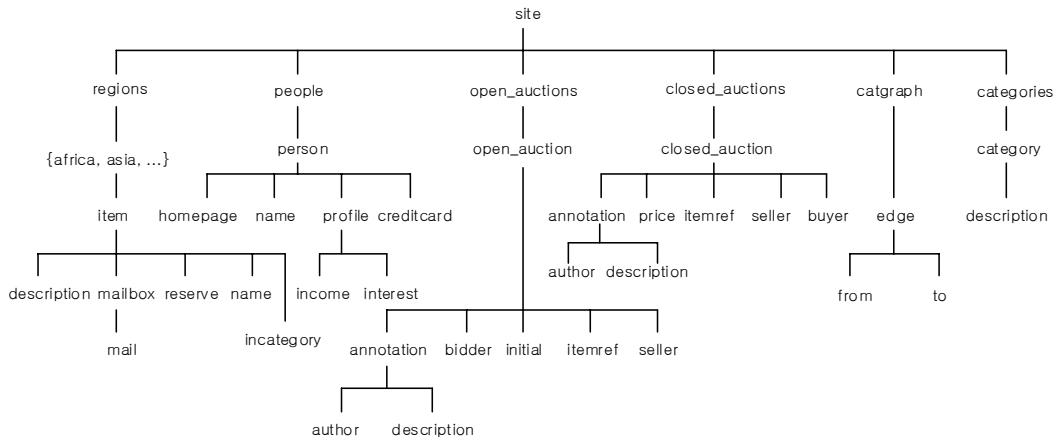 site
regions people open_auctions closed_auctions catgraph categories
{africa, asia, ...} person open_auction closed_auction category
item homepage name profile creditcard annotation price itemref seller buyer edge description
author description
description mailbox reserve name income interest from to
incategory
mail annotation bidder initial itemref seller
author description